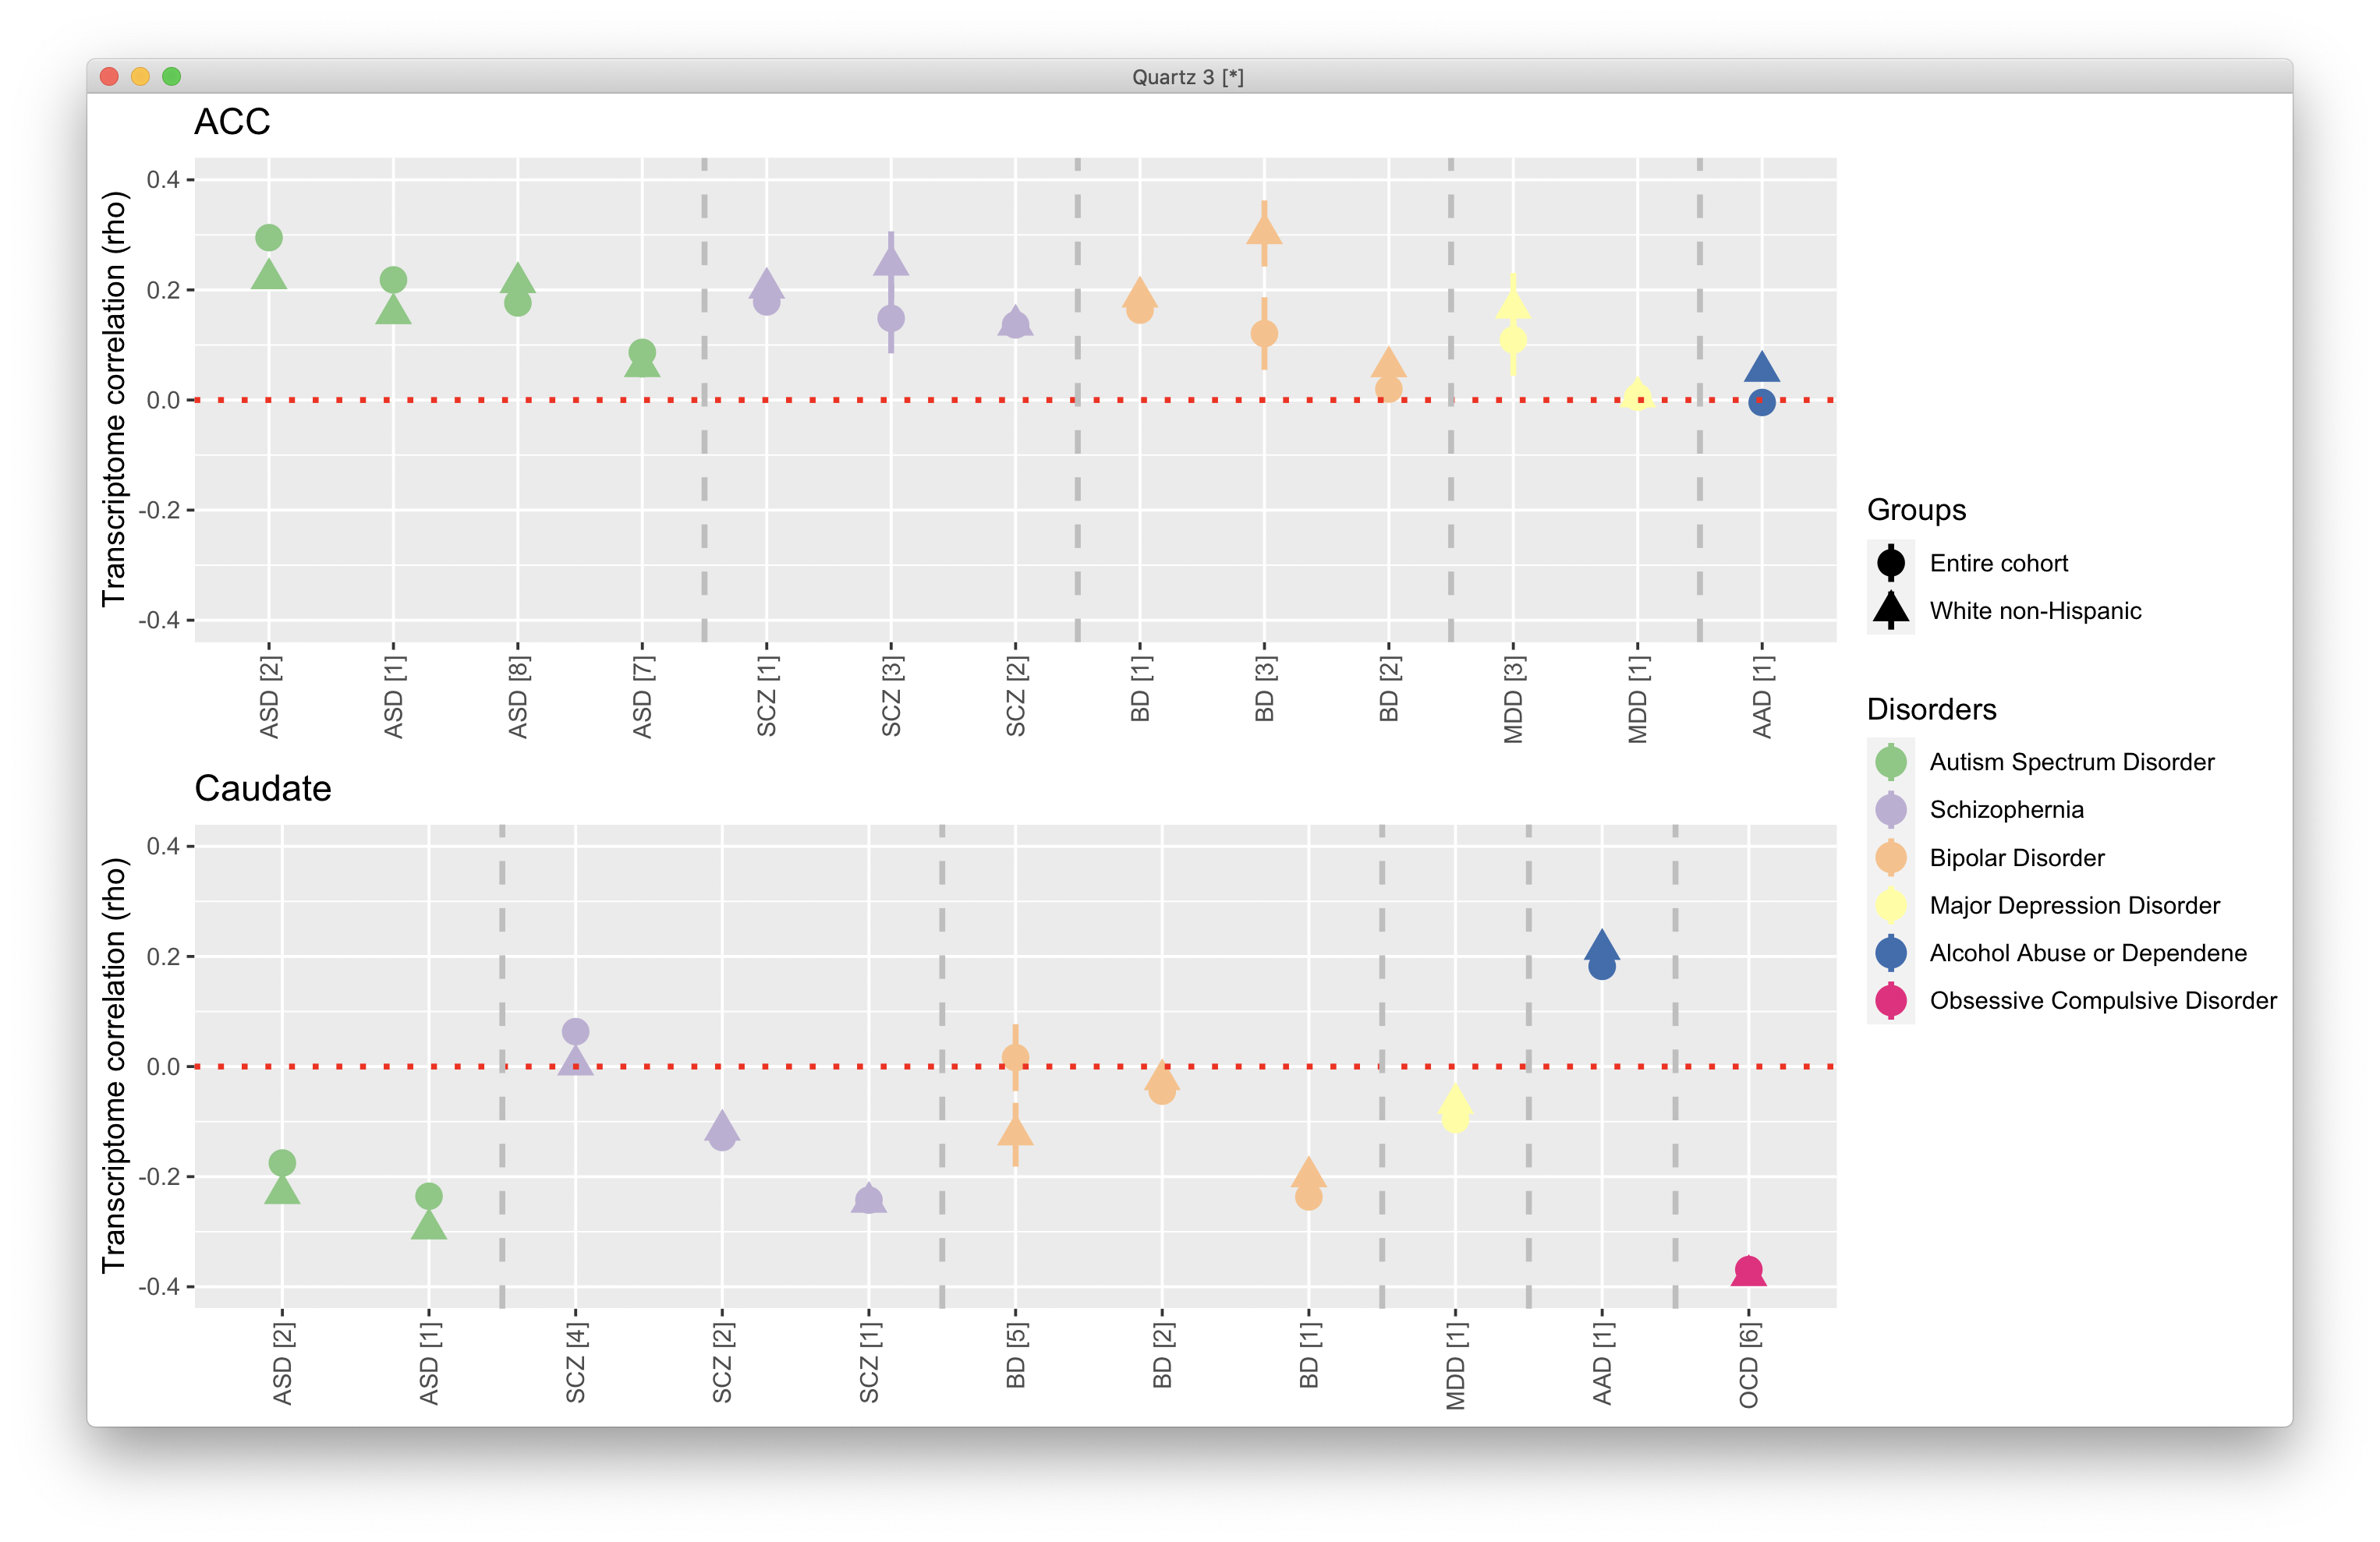 Quartz 3 [*]
ACC
Transcriptome correlation (rho)
0.4
0.2
0.0
-0.2
-0.4
ASD [2]
ASD [1]
ASD [8]
ASD [7]
SCZ [1]
SCZ [3]
SCZ [2]
BD [1]
BD [3]
BD [2]
MDD [3]
MDD [1]
AAD [1]
Caudate
Transcriptome correlation (rho)
0.4
0.2
0.0
-0.2
-0.4
ASD [2]
ASD [1]
SCZ [4]
SCZ [2]
SCZ [1]
BD [5]
BD [2]
BD [1]
MDD [1]
AAD [1]
OCD [6]
Groups
Entire cohort
White non-Hispanic
Disorders
Autism Spectrum Disorder
Schizophernia
Bipolar Disorder
Major Depression Disorder
Alcohol Abuse or Dependene
Obsessive Compulsive Disorder